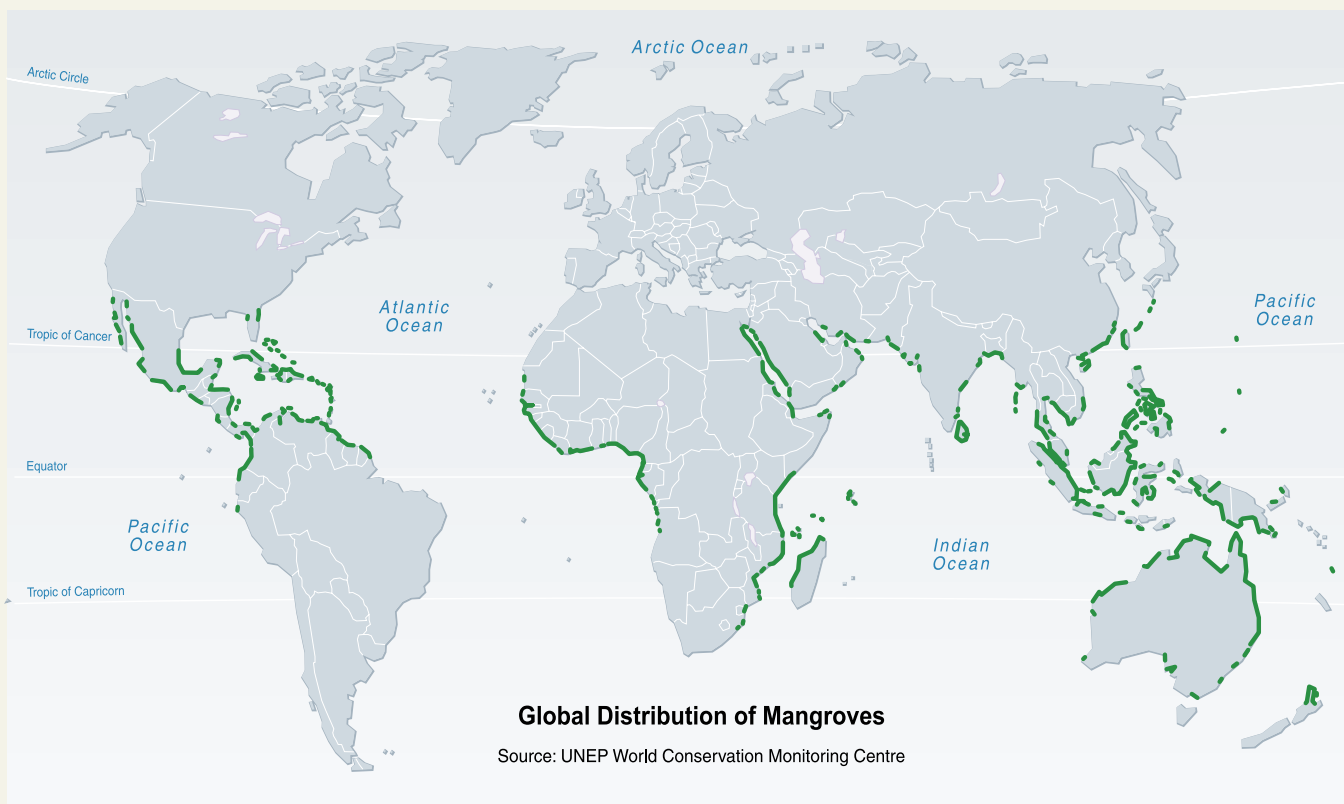 Arctic Ocean
Arctic Circle
Atlantic
Ocean
Pacific
Ocean
Tropic of Cancer
Equator
Pacific
Ocean
Indian
Ocean
Tropic of Capricorn
Global Distribution of Mangroves
Source: UNEP World Conservation Monitoring Centre